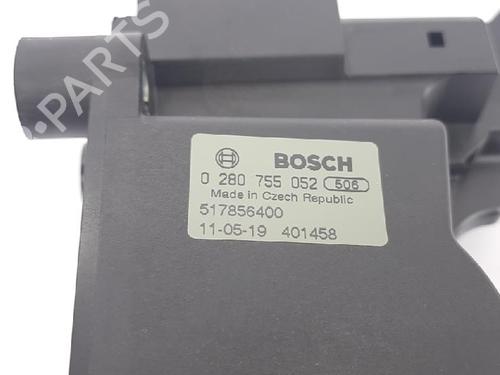 BOSCH
0 280 755 052 506
Made in Czech Republic
517856400
11-05-19 401458
B-PARTS